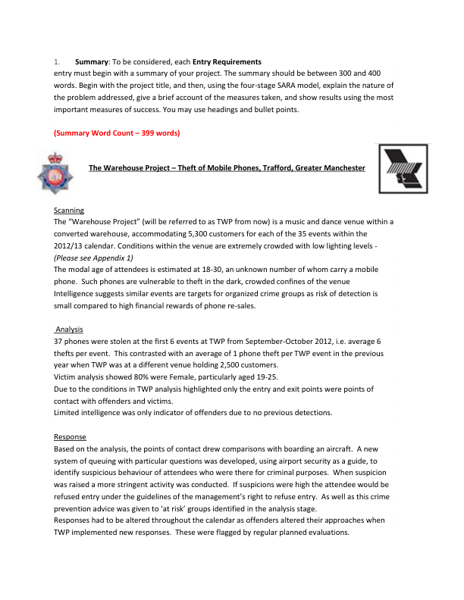 1. Summary: To be considered, each Entry Requirements
entry must begin with a summary of your project. The summary should be between 300 and 400
words. Begin with the project title, and then, using the four-stage SARA model, explain the nature of
the problem addressed, give a brief account of the measures taken, and show results using the most
important measures of success. You may use headings and bullet points.
(Summary Word Count – 399 words)
The Warehouse Project – Theft of Mobile Phones, Trafford, Greater Manchester
Scanning
The “Warehouse Project” (will be referred to as TWP from now) is a music and dance venue within a
converted warehouse, accommodating 5,300 customers for each of the 35 events within the
2012/13 calendar. Conditions within the venue are extremely crowded with low lighting levels -
(Please see Appendix 1)
The modal age of attendees is estimated at 18-30, an unknown number of whom carry a mobile
phone. Such phones are vulnerable to theft in the dark, crowded confines of the venue
Intelligence suggests similar events are targets for organized crime groups as risk of detection is
small compared to high financial rewards of phone re-sales.
Analysis
37 phones were stolen at the first 6 events at TWP from September-October 2012, i.e. average 6
thefts per event. This contrasted with an average of 1 phone theft per TWP event in the previous
year when TWP was at a different venue holding 2,500 customers.
Victim analysis showed 80% were Female, particularly aged 19-25.
Due to the conditions in TWP analysis highlighted only the entry and exit points were points of
contact with offenders and victims.
Limited intelligence was only indicator of offenders due to no previous detections.
Response
Based on the analysis, the points of contact drew comparisons with boarding an aircraft. A new
system of queuing with particular questions was developed, using airport security as a guide, to
identify suspicious behaviour of attendees who were there for criminal purposes. When suspicion
was raised a more stringent activity was conducted. If suspicions were high the attendee would be
refused entry under the guidelines of the management’s right to refuse entry. As well as this crime
prevention advice was given to ‘at risk’ groups identified in the analysis stage.
Responses had to be altered throughout the calendar as offenders altered their approaches when
TWP implemented new responses. These were flagged by regular planned evaluations.